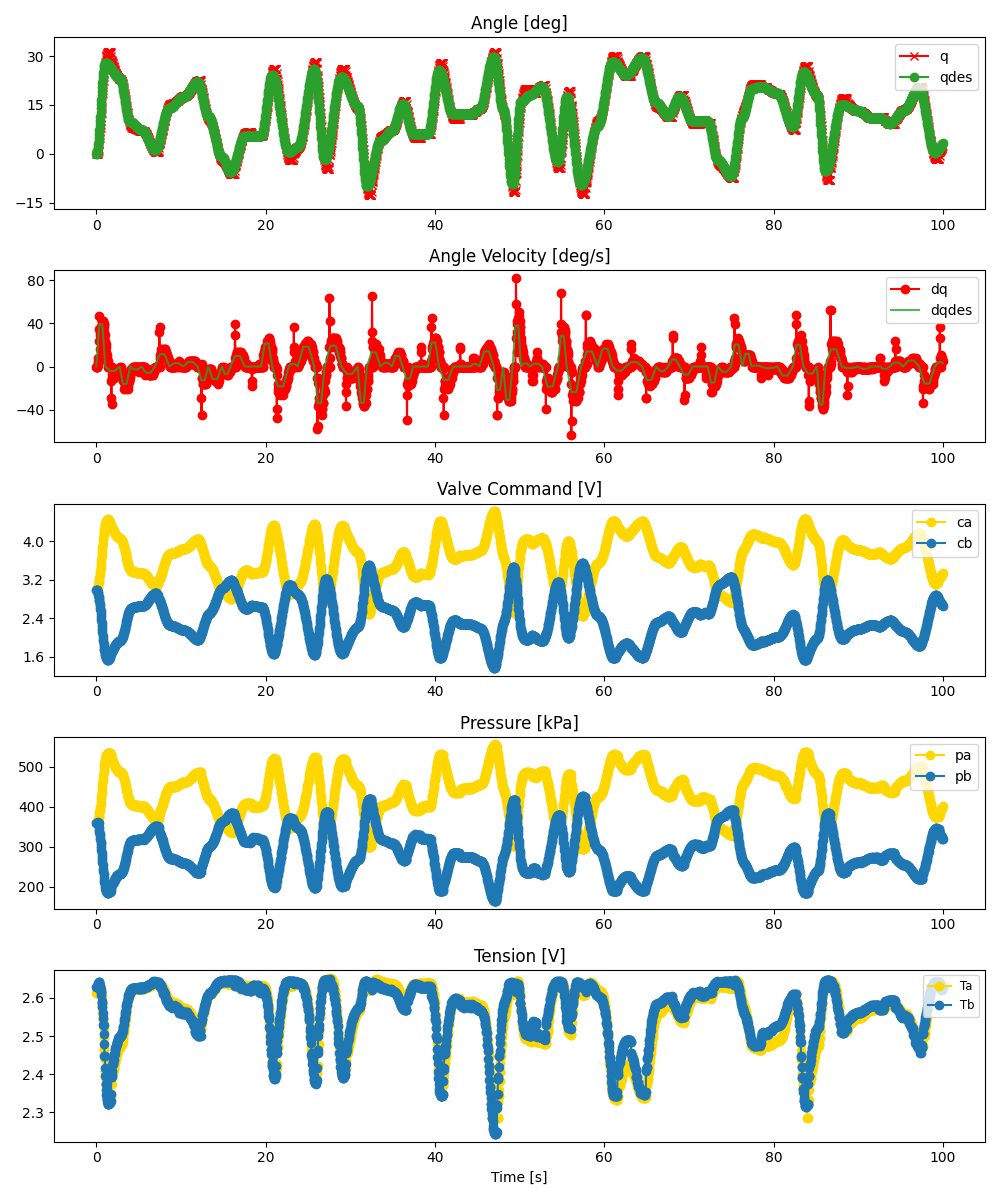 Angle [deg]
30
15
0
−15
q
qdes
0 20 40 60 80 100
Angle Velocity [deg/s]
80
40
0
−40
dq
dqdes
0 20 40 60 80 100
Valve Command [V]
4.0
3.2
2.4
1.6
ca
cb
0 20 40 60 80 100
Pressure [kPa]
500
400
300
200
pa
pb
0 20 40 60 80 100
Tension [V]
2.6
2.5
2.4
2.3
Ta
Tb
0 20 40 60 80 100
Time [s]